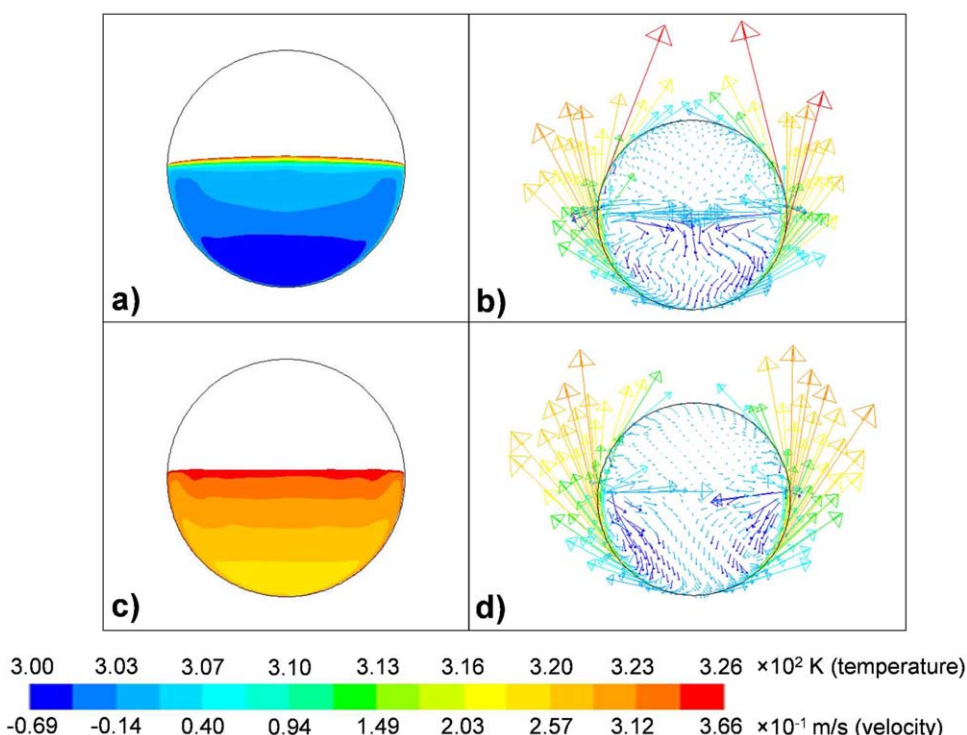 a)
b)
c)
d)
3.00 3.03 3.07 3.10 3.13 3.16 3.20 3.23 3.26 ×10² K (temperature)
-0.69 -0.14 0.40 0.94 1.49 2.03 2.57 3.12 3.66 ×10⁻¹ m/s (velocity)